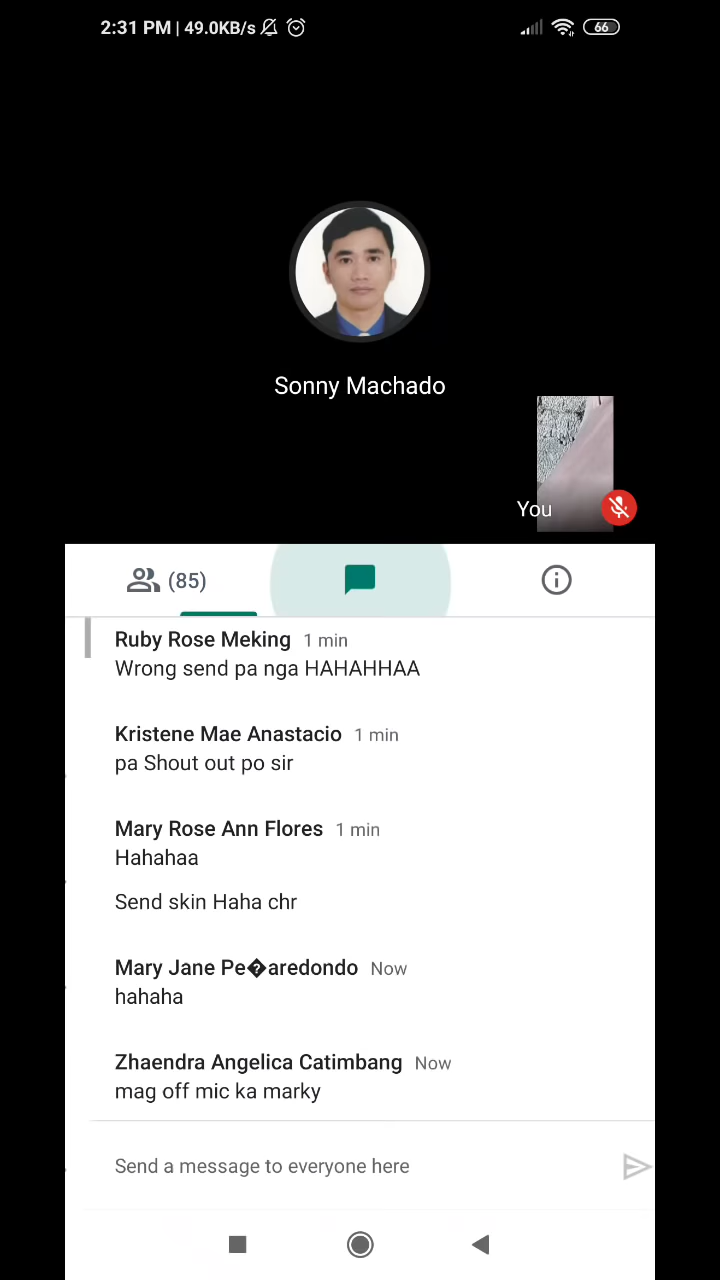 2:31 PM | 49.0KB/s
66
Sonny Machado
You
(85)
Ruby Rose Meking 1 min
Wrong send pa nga HAHAHHAA
Kristene Mae Anastacio 1 min
pa Shout out po sir
Mary Rose Ann Flores 1 min
Hahahaa
Send skin Haha chr
Mary Jane Pe�aredondo Now
hahaha
Zhaendra Angelica Catimbang Now
mag off mic ka marky
Send a message to everyone here